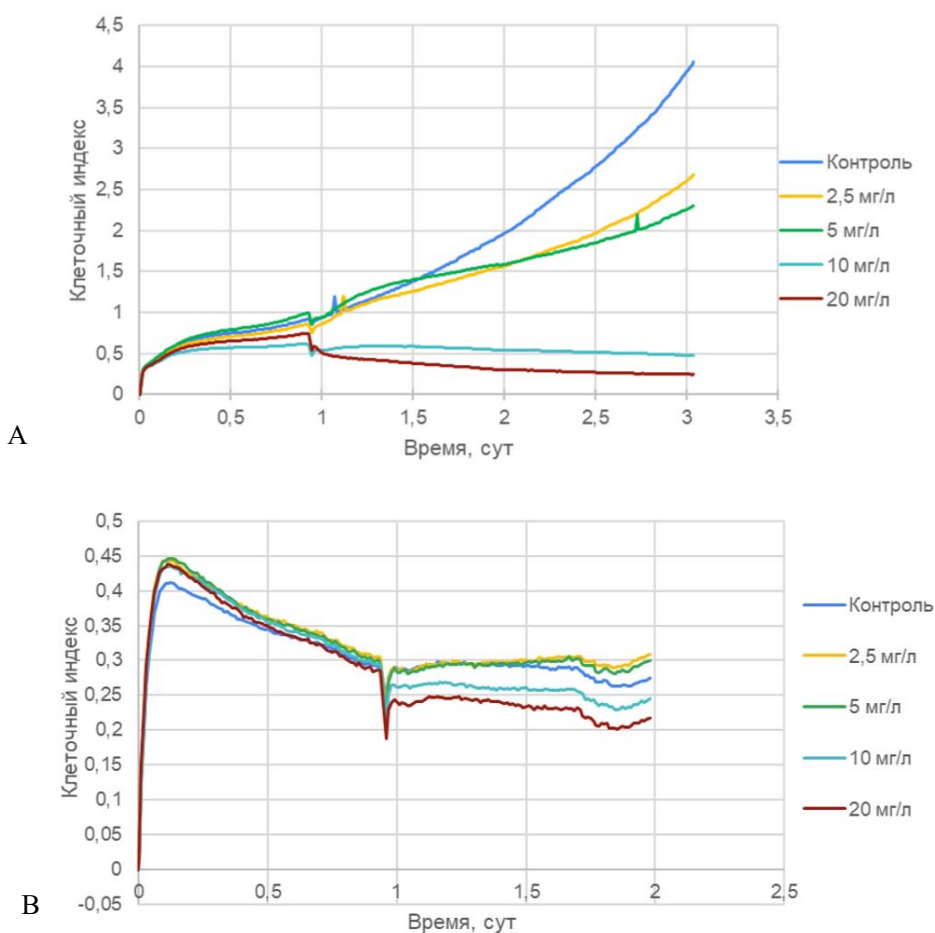 4,5
4
3,5
3
2,5
2
1,5
1
0,5
0
Клеточный индекс
0 0,5 1 1,5 2 2,5 3 3,5
Время, сут
Контроль
2,5 мг/л
5 мг/л
10 мг/л
20 мг/л
A
0,5
0,45
0,4
0,35
0,3
0,25
0,2
0,15
0,1
0,05
0
-0,05
Клеточный индекс
0 0,5 1 1,5 2 2,5
Время, сут
Контроль
2,5 мг/л
5 мг/л
10 мг/л
20 мг/л
B